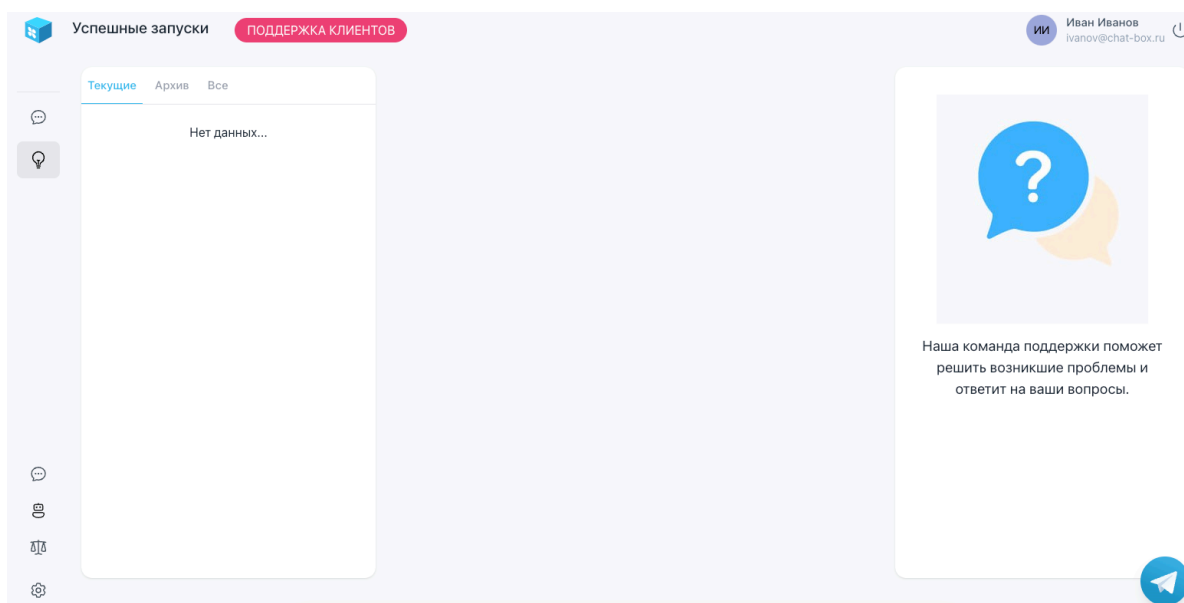 Успешные запуски
ПОДДЕРЖКА КЛИЕНТОВ
ИИ
Иван Иванов
ivanov@chat-box.ru
Текущие Архив Все
Нет данных...
?
Наша команда поддержки поможет
решить возникшие проблемы и
ответит на ваши вопросы.